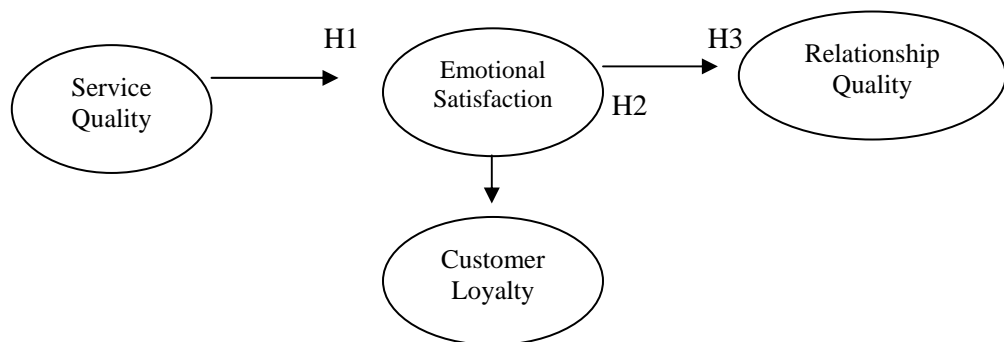 H1
H3
Service
Quality
Emotional
Satisfaction
H2
Relationship
Quality
Customer
Loyalty